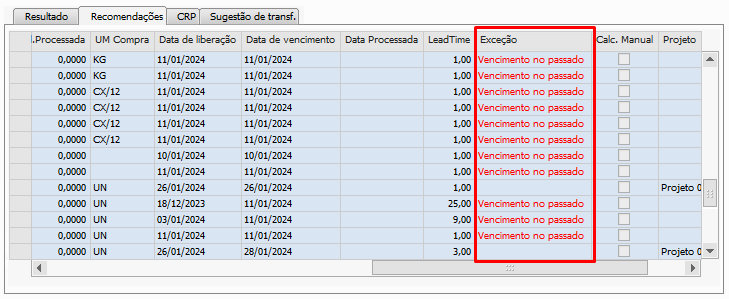 Resultado Recomendações CRP Sugestão de transf.
.Processada UM Compra Data de liberação Data de vencimento Data Processada LeadTime Exceção Calc. Manual Projeto
0,0000 KG 11/01/2024 11/01/2024 1,00 Vencimento no passado
0,0000 KG 11/01/2024 11/01/2024 1,00 Vencimento no passado
0,0000 CX/12 11/01/2024 11/01/2024 1,00 Vencimento no passado
0,0000 CX/12 11/01/2024 11/01/2024 1,00 Vencimento no passado
0,0000 CX/12 11/01/2024 11/01/2024 1,00 Vencimento no passado
0,0000 CX/12 11/01/2024 11/01/2024 1,00 Vencimento no passado
0,0000 10/01/2024 10/01/2024 1,00 Vencimento no passado
0,0000 11/01/2024 11/01/2024 1,00 Vencimento no passado
0,0000 UN 26/01/2024 26/01/2024 1,00 Projeto 0
0,0000 UN 18/12/2023 11/01/2024 25,00 Vencimento no passado
0,0000 UN 03/01/2024 11/01/2024 9,00 Vencimento no passado
0,0000 UN 11/01/2024 11/01/2024 1,00 Vencimento no passado
0,0000 UN 26/01/2024 28/01/2024 3,00 Projeto 0